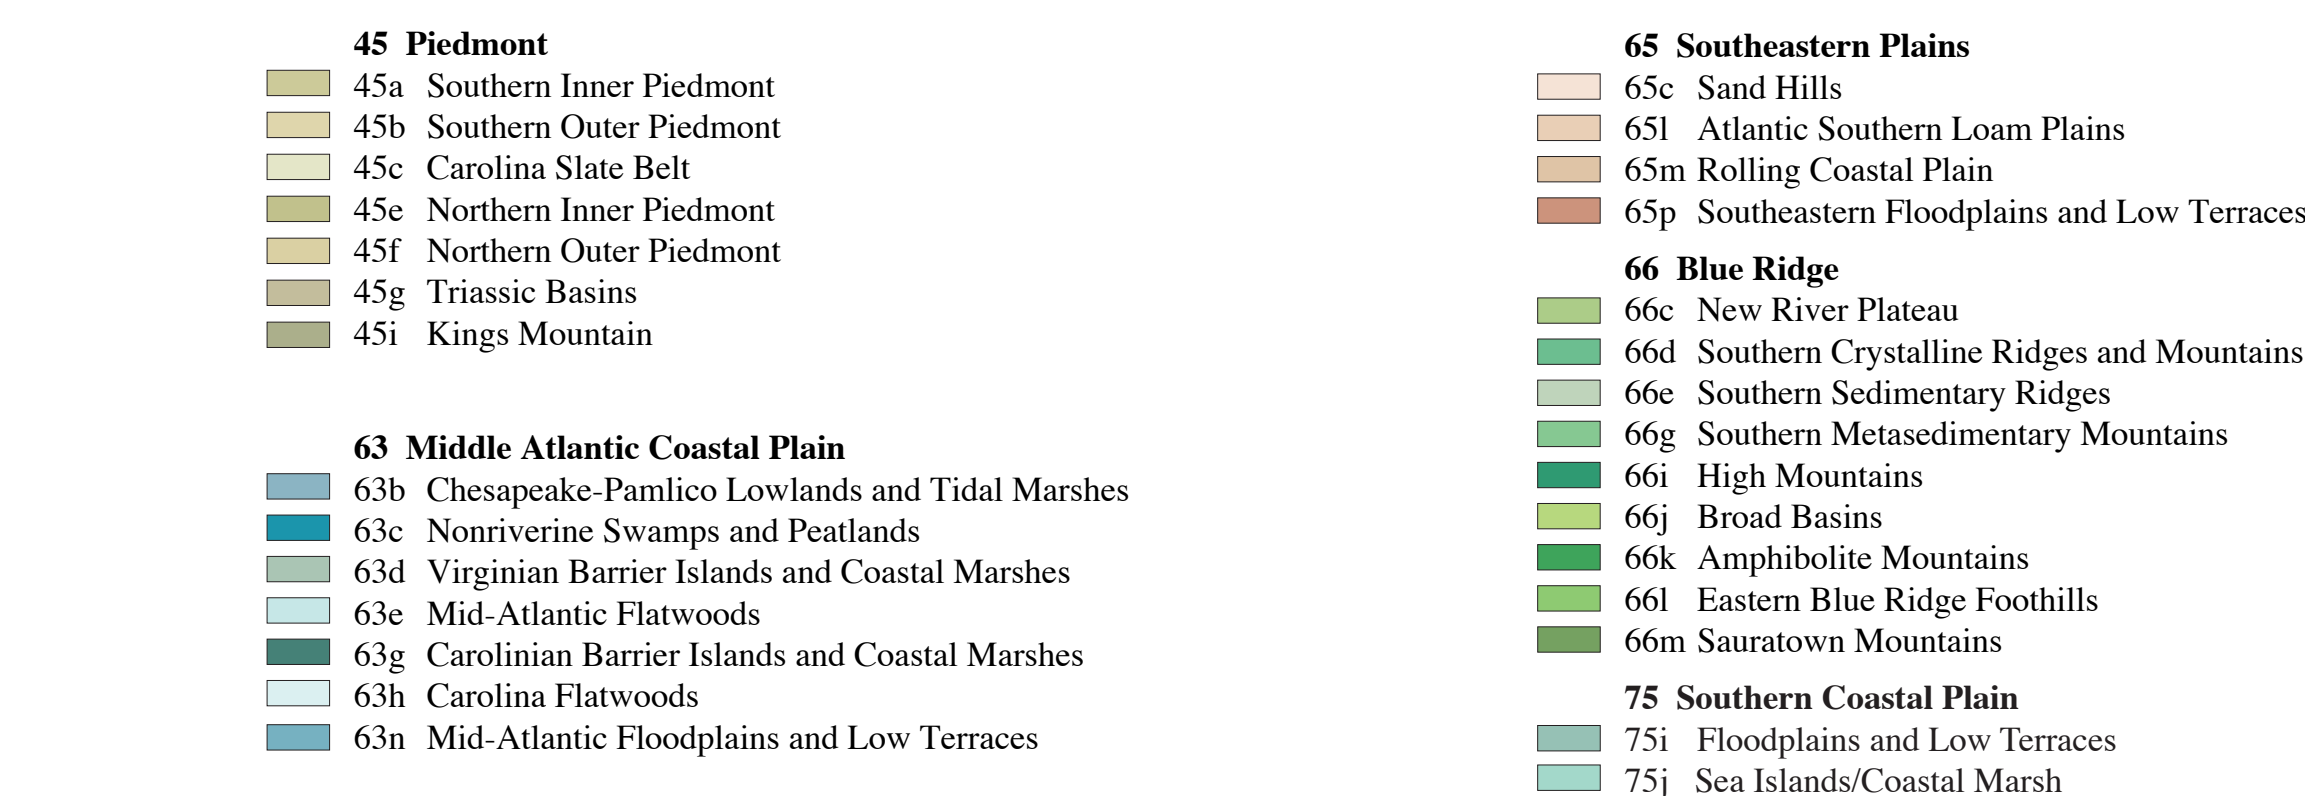 45 Piedmont
45a Southern Inner Piedmont
45b Southern Outer Piedmont
45c Carolina Slate Belt
45e Northern Inner Piedmont
45f Northern Outer Piedmont
45g Triassic Basins
45i Kings Mountain
63 Middle Atlantic Coastal Plain
63b Chesapeake-Pamlico Lowlands and Tidal Marshes
63c Nonriverine Swamps and Peatlands
63d Virginian Barrier Islands and Coastal Marshes
63e Mid-Atlantic Flatwoods
63g Carolinian Barrier Islands and Coastal Marshes
63h Carolina Flatwoods
63n Mid-Atlantic Floodplains and Low Terraces
65 Southeastern Plains
65c Sand Hills
65l Atlantic Southern Loam Plains
65m Rolling Coastal Plain
65p Southeastern Floodplains and Low Terraces
66 Blue Ridge
66c New River Plateau
66d Southern Crystalline Ridges and Mountains
66e Southern Sedimentary Ridges
66g Southern Metasedimentary Mountains
66i High Mountains
66j Broad Basins
66k Amphibolite Mountains
66l Eastern Blue Ridge Foothills
66m Sauratown Mountains
75 Southern Coastal Plain
75i Floodplains and Low Terraces
75j Sea Islands/Coastal Marsh